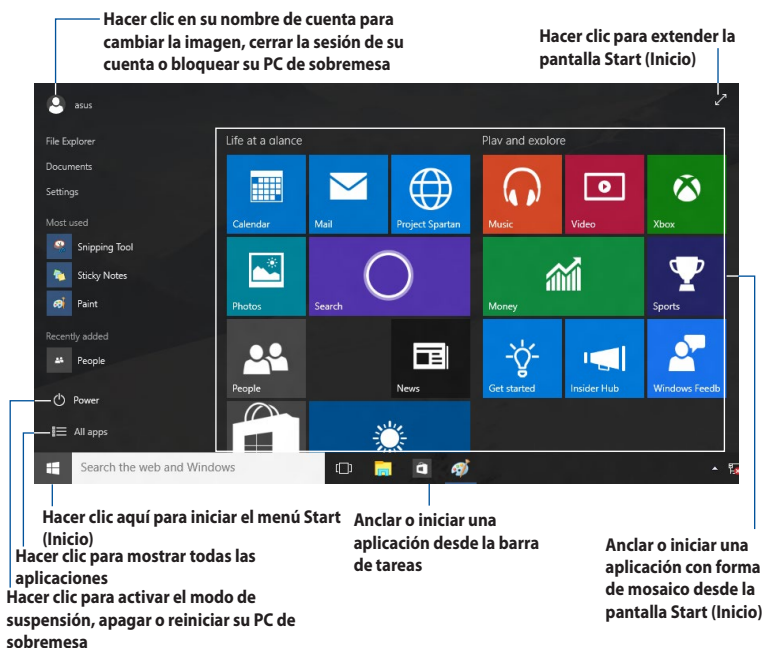 Hacer clic en su nombre de cuenta para
cambiar la imagen, cerrar la sesión de su
cuenta o bloquear su PC de sobremesa
Hacer clic para extender la
pantalla Start (Inicio)
asus
File Explorer
Documents
Settings
Most used
Snipping Tool
Sticky Notes
Paint
Recently added
People
Power
All apps
Life at a glance
Calendar
Mail
Project Spartan
Photos
Search
People
News
Play and explore
Music
Video
Xbox
Money
Sports
Get started
Insider Hub
Windows Feedb
Search the web and Windows
Hacer clic aquí para iniciar el menú Start
(Inicio)
Hacer clic para mostrar todas las
aplicaciones
Hacer clic para activar el modo de
suspensión, apagar o reiniciar su PC de
sobremesa
Anclar o iniciar una
aplicación desde la barra
de tareas
Anclar o iniciar una
aplicación con forma
de mosaico desde la
pantalla Start (Inicio)